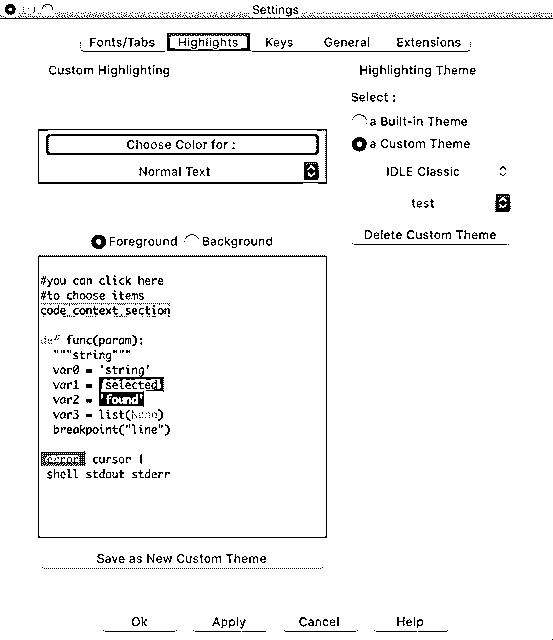 Settings
Fonts/Tabs Highlights Keys General Extensions
Custom Highlighting
Choose Color for :
Normal Text
Foreground Background
#you can click here
#to choose items
code context section
def func(param):
"""string"""
var0 = 'string'
var1 = 'selected'
var2 = 'found'
var3 = list(None)
breakpoint("line")
error cursor |
shell stdout stderr
Save as New Custom Theme
Highlighting Theme
Select :
a Built-in Theme
a Custom Theme
IDLE Classic
test
Delete Custom Theme
Ok Apply Cancel Help